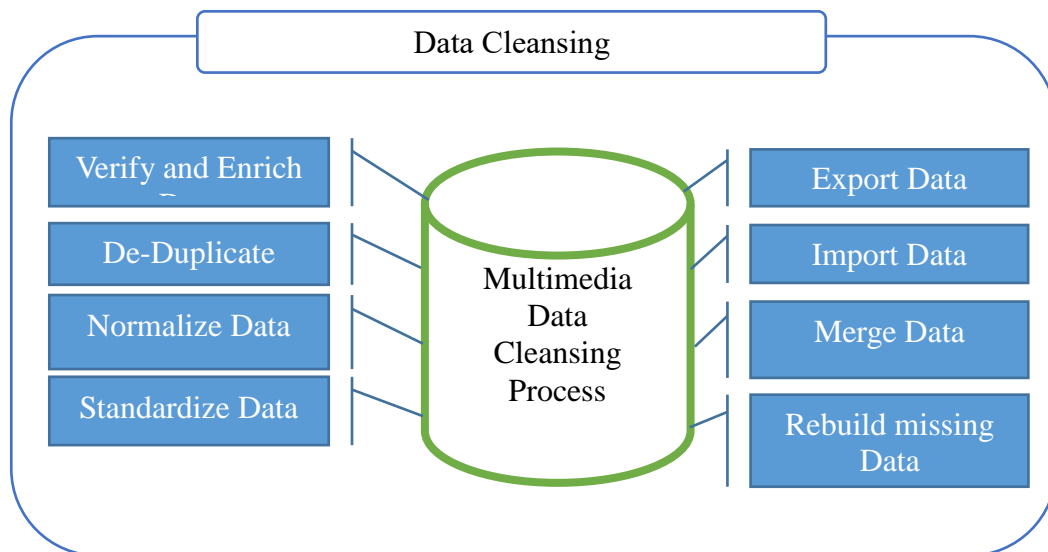 Data Cleansing
Verify and Enrich
De-Duplicate
Normalize Data
Standardize Data
Multimedia
Data
Cleansing
Process
Export Data
Import Data
Merge Data
Rebuild missing
Data